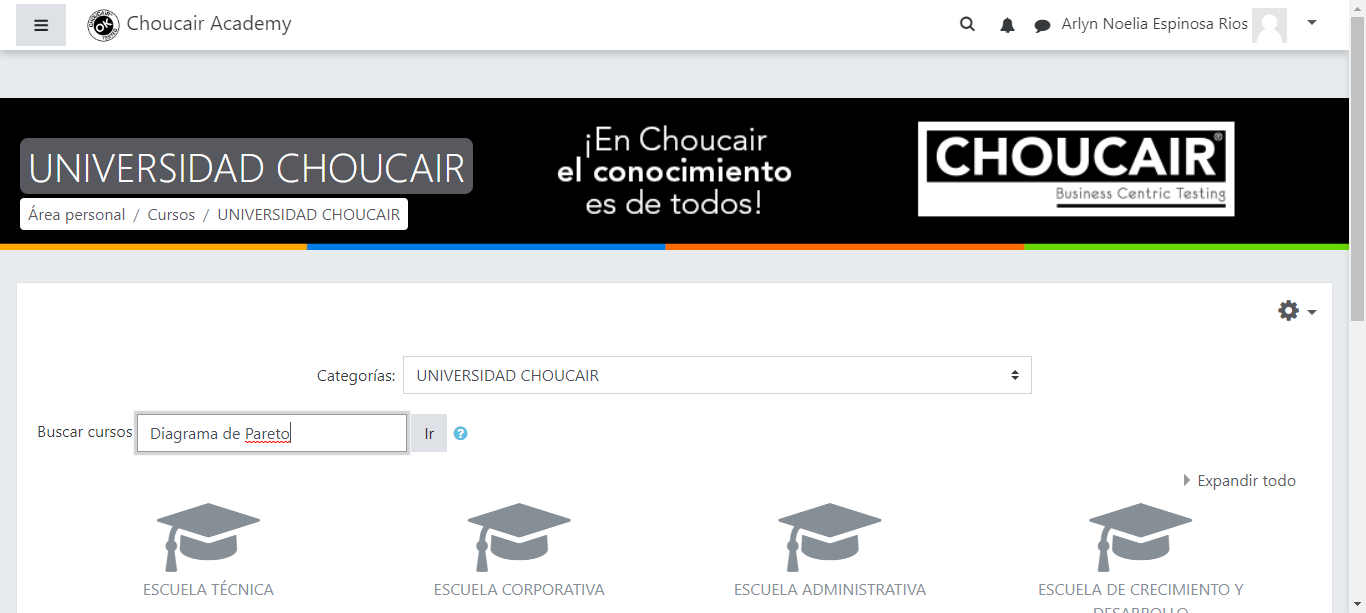 Choucair Academy
Arlyn Noelia Espinosa Rios
UNIVERSIDAD CHOUCAIR
Área personal / Cursos / UNIVERSIDAD CHOUCAIR
¡En Choucair
el conocimiento
es de todos!
CHOUCAIR®
Business Centric Testing
Categorías: UNIVERSIDAD CHOUCAIR
Buscar cursos Diagrama de Pareto Ir ?
Expandir todo
ESCUELA TÉCNICA
ESCUELA CORPORATIVA
ESCUELA ADMINISTRATIVA
ESCUELA DE CRECIMIENTO Y
DESARROLLO